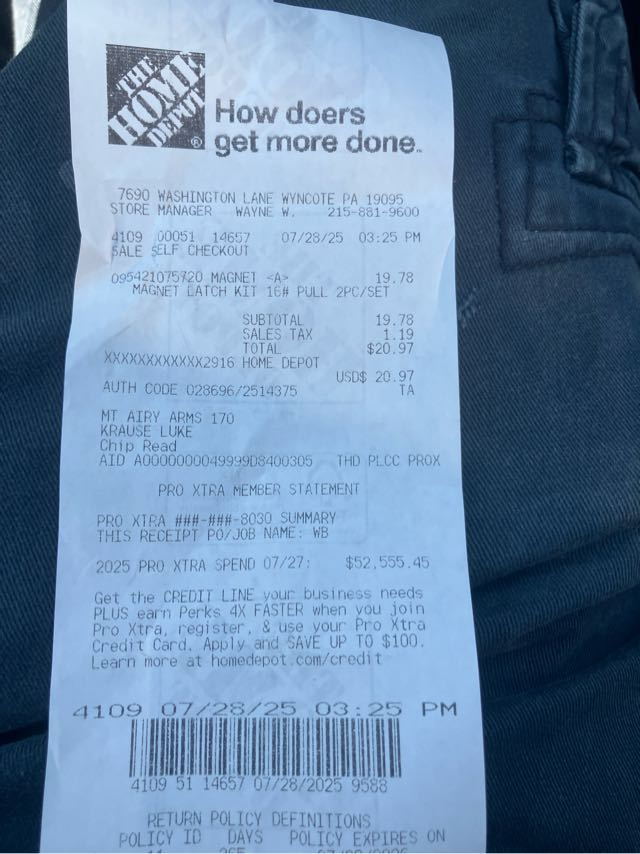 THE
HOME
DEPOT
®
How doers
get more done.™
7690 WASHINGTON LANE WYNCOTE PA 19095
STORE MANAGER WAYNE W. 215-881-9600
4109 00051 14657 07/28/25 03:25 PM
SALE SELF CHECKOUT
095421075720 MAGNET <A> 19.78
MAGNET LATCH KIT 16# PULL 2PC/SET
SUBTOTAL 19.78
SALES TAX 1.19
TOTAL $20.97
XXXXXXXXXXXX2916 HOME DEPOT
USD$ 20.97
AUTH CODE 028696/2514375 TA
MT AIRY ARMS 170
KRAUSE LUKE
Chip Read
AID A0000000049999D8400305 THD PLCC PROX
PRO XTRA MEMBER STATEMENT
PRO XTRA ###-###-8030 SUMMARY
THIS RECEIPT PO/JOB NAME: WB
2025 PRO XTRA SPEND 07/27: $52,555.45
Get the CREDIT LINE your business needs
PLUS earn Perks 4X FASTER when you join
Pro Xtra, register, & use your Pro Xtra
Credit Card. Apply and SAVE UP TO $100.
Learn more at homedepot.com/credit
4109 07/28/25 03:25 PM
4109 51 14657 07/28/2025 9588
RETURN POLICY DEFINITIONS
POLICY ID DAYS POLICY EXPIRES ON